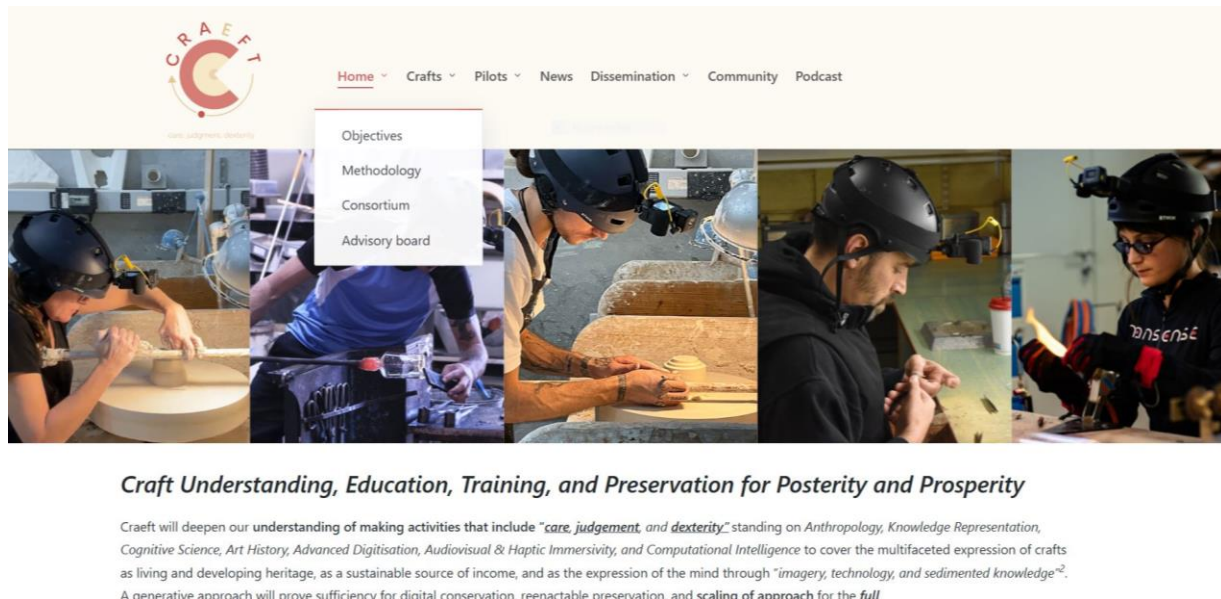 CRAEFT
care, judgment, dexterity
Home Crafts Pilots News Dissemination Community Podcast
Objectives
Methodology
Consortium
Advisory board
Craft Understanding, Education, Training, and Preservation for Posterity and Prosperity
Craeft will deepen our understanding of making activities that include "care, judgement, and dexterity" standing on Anthropology, Knowledge Representation,
Cognitive Science, Art History, Advanced Digitisation, Audiovisual & Haptic Immersivity, and Computational Intelligence to cover the multifaceted expression of crafts
as living and developing heritage, as a sustainable source of income, and as the expression of the mind through "imagery, technology, and sedimented knowledge"².
A generative approach will prove sufficiency for digital conservation, reenactable preservation, and scaling of approach for the full